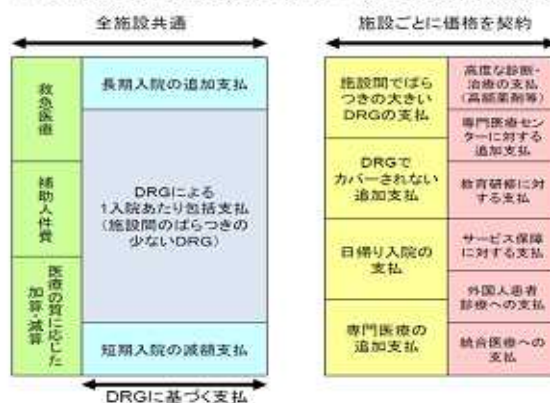 全施設共通
施設ごとに価格を契約
救急医療
補助人件費
医療の質に応じた
加算・減算
長期入院の追加支払
DRGによる
1入院あたり包括支払
(施設間のばらつきの
少ないDRG)
短期入院の減額支払
DRGに基づく支払
施設間でばら
つきの大きい
DRGの支払
DRGで
カバーされない
追加支払
日帰り入院の
支払
専門医療の
追加支払
高度な診断・
治療の支払
(高額薬剤等)
専門医療セン
ターに対する
追加支払
教育研修に対
する支払
サービス保障
に対する支払
外国人患者
診療への支払
統合医療への
支払